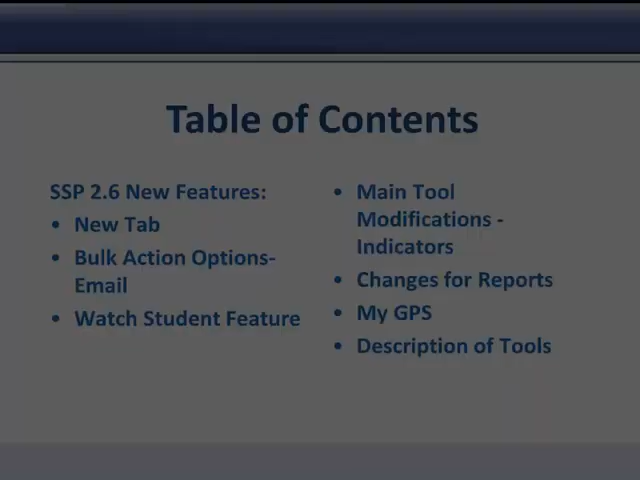 Table of Contents
SSP 2.6 New Features:
• New Tab
• Bulk Action Options-
Email
• Watch Student Feature
• Main Tool
Modifications -
Indicators
• Changes for Reports
• My GPS
• Description of Tools